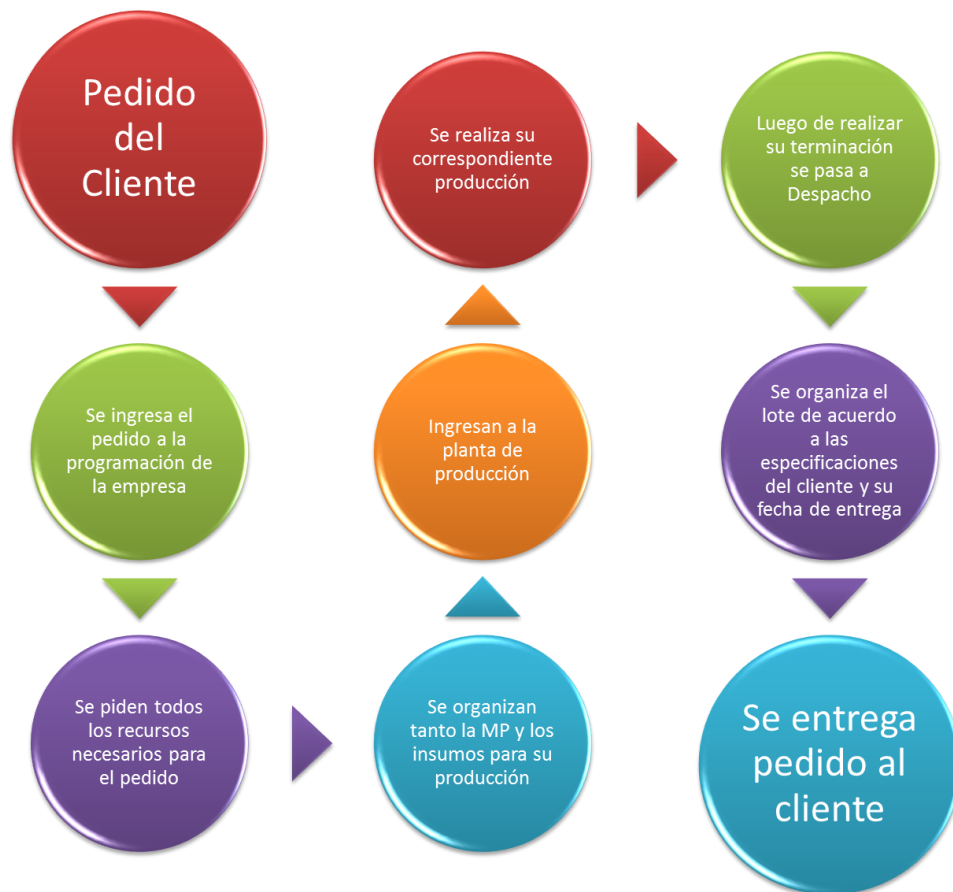 Pedido
del
Cliente
Se ingresa el
pedido a la
programación de
la empresa
Se piden todos
los recursos
necesarios para
el pedido
Se organizan
tanto la MP y los
insumos para su
producción
Ingresan a la
planta de
producción
Se realiza su
correspondiente
producción
Luego de realizar
su terminación
se pasa a
Despacho
Se organiza el
lote de acuerdo
a las
especificaciones
del cliente y su
fecha de entrega
Se entrega
pedido al
cliente